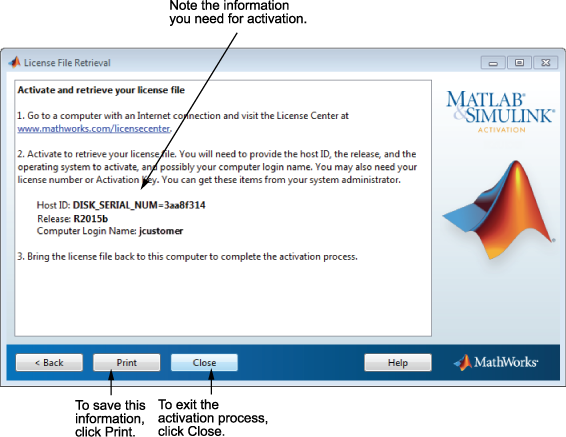 Note the information
you need for activation.
License File Retrieval
Activate and retrieve your license file
1. Go to a computer with an Internet connection and visit the License Center at
www.mathworks.com/licensecenter.
2. Activate to retrieve your license file. You will need to provide the host ID, the release, and the
operating system to activate, and possibly your computer login name. You may also need your
license number or Activation Key. You can get these items from your system administrator.
Host ID: DISK_SERIAL_NUM=3aa8f314
Release: R2015b
Computer Login Name: jcustomer
3. Bring the license file back to this computer to complete the activation process.
MATLAB®
&SIMULINK®
ACTIVATION
< Back
Print
Close
Help
MathWorks®
To save this
information,
click Print.
To exit the
activation process,
click Close.